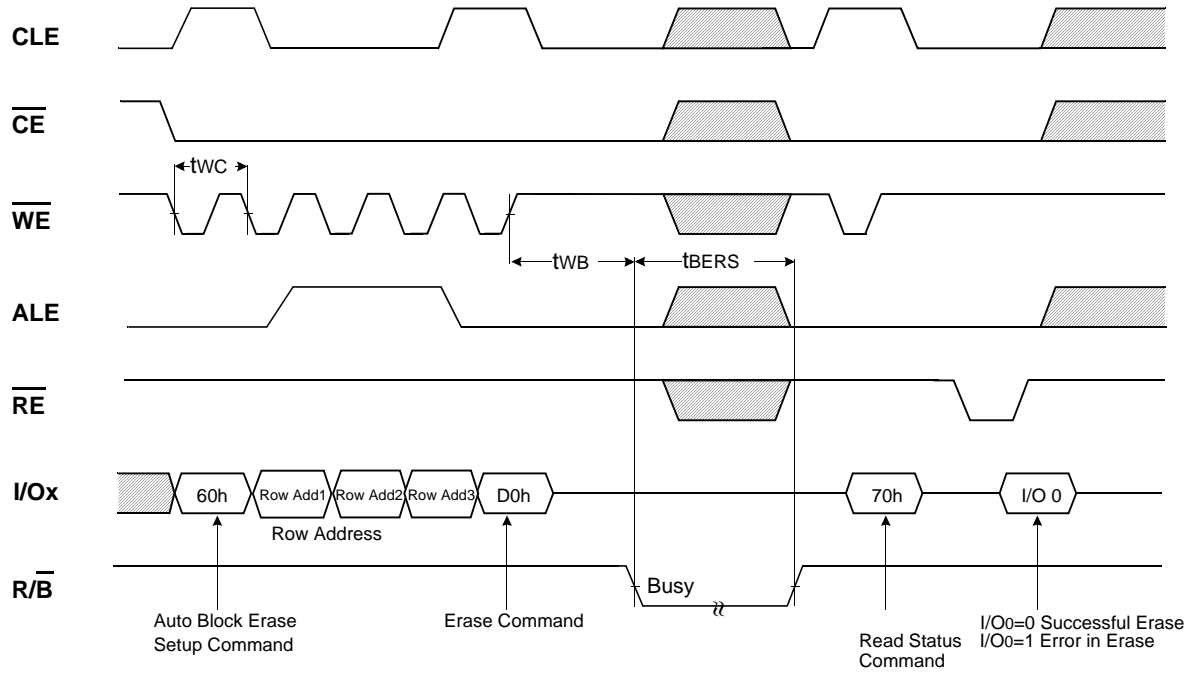 CLE
CE
tWC
WE
tWB
tBERS
ALE
RE
I/Ox
60h
Row Add1
Row Add2
Row Add3
D0h
70h
I/O 0
Row Address
R/B
Busy
Auto Block Erase
Setup Command
Erase Command
Read Status
Command
I/O0=0 Successful Erase
I/O0=1 Error in Erase